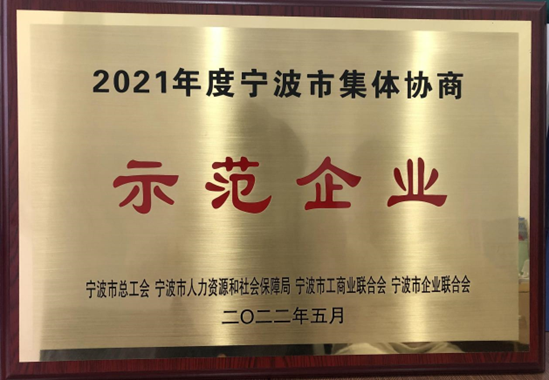 2021年度宁波市集体协商
示范企业
宁波市总工会 宁波市人力资源和社会保障局 宁波市工商业联合会 宁波市企业联合会
二〇二二年五月